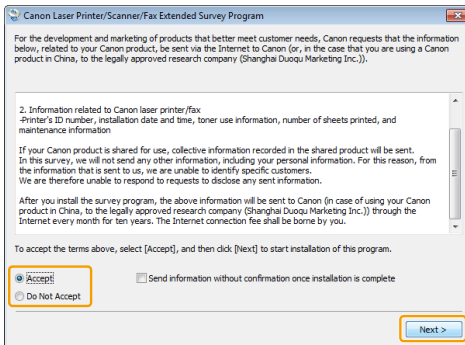 Canon Laser Printer/Scanner/Fax Extended Survey Program
For the development and marketing of products that better meet customer needs, Canon requests that the information
below, related to your Canon product, be sent via the Internet to Canon (or, in the case that you are using a Canon
product in China, to the legally approved research company (Shanghai Duoqu Marketing Inc.)).
2. Information related to Canon laser printer/fax
-Printer's ID number, installation date and time, toner use information, number of sheets printed, and
maintenance information
If your Canon product is shared for use, collective information recorded in the shared product will be sent.
In this survey, we will not send any other information, including your personal information. For this reason, from
the information that is sent to us, we are unable to identify specific customers.
We are therefore unable to respond to requests to disclose any sent information.
After you install the survey program, the above information will be sent to Canon (in case of using your Canon
product in China, to the legally approved research company (Shanghai Duoqu Marketing Inc.)) through the
Internet every month for ten years. The Internet connection fee shall be borne by you.
To accept the terms above, select [Accept], and then click [Next] to start installation of this program.
Accept
Send information without confirmation once installation is complete
Do Not Accept
Next >